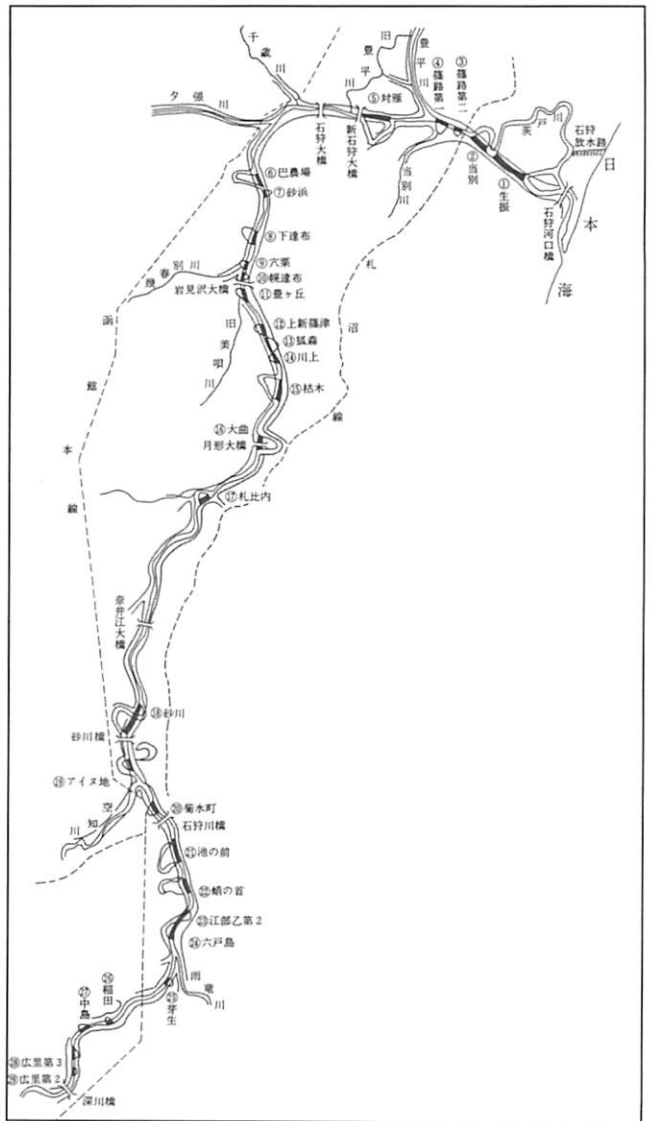 千歳川
夕張川
旧豊平川
豊平川
④篠路第一
③篠路第二
⑤対雁
茨戸川
石狩放水路
日本海
石狩大橋
新石狩大橋
当別川
②当別
①生振
石狩河口橋
⑥巴農場
⑦砂浜
⑧下達布
⑨穴粟
⑩幌達布
幾春別川
岩見沢大橋
⑪豊ヶ丘
旧美唄川
⑫上新篠津
⑬狐森
⑭川上
⑮枯木
札沼線
函館本線
⑯大曲
月形大橋
⑰札比内
奈井江大橋
⑱砂川
砂川橋
⑲アイヌ地
空知川
⑳菊水町
石狩川橋
㉑池の前
㉒蛸の首
㉓江部乙第2
㉔六戸島
雨竜川
㉕芽生
㉖稲田
㉗中島
㉘広里第3
㉙広里第2
深川橋